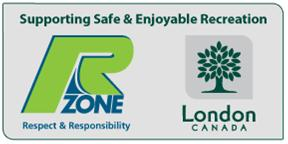 Supporting Safe & Enjoyable Recreation
R
ZONE
Respect & Responsibility
London
CANADA